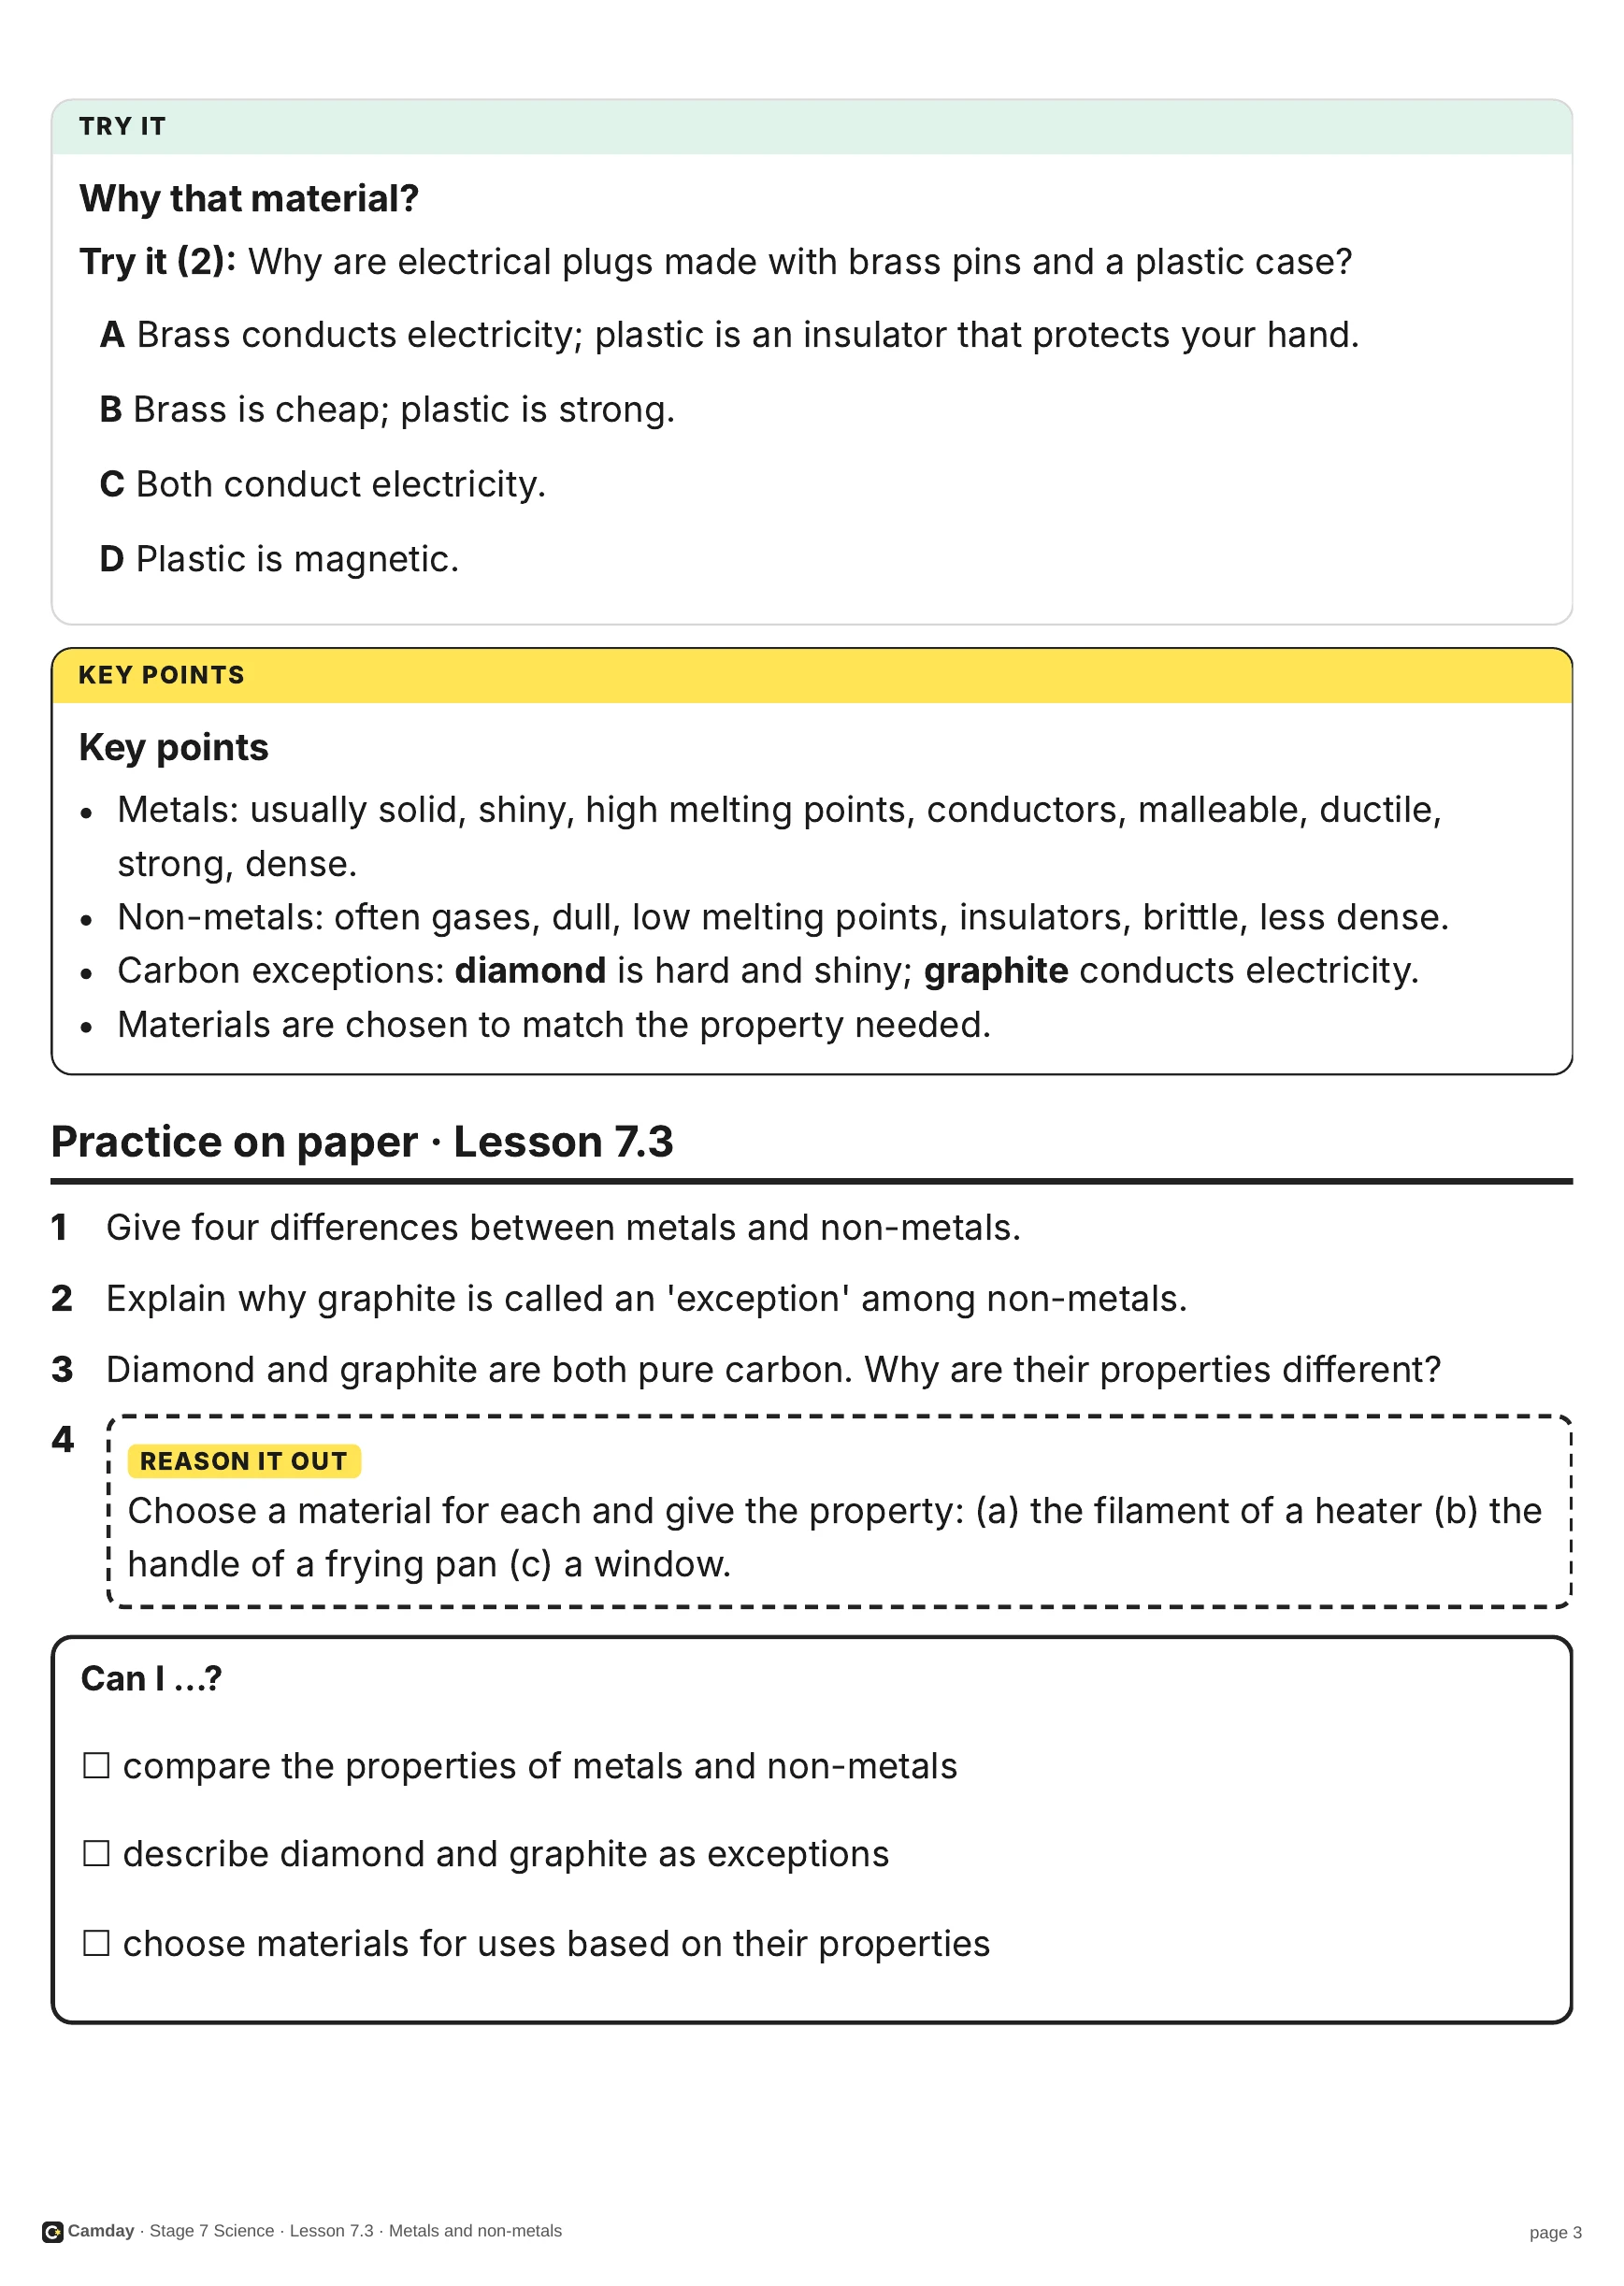 TRY IT
Why that material?
Try it (2): Why are electrical plugs made with brass pins and a plastic case?
A Brass conducts electricity; plastic is an insulator that protects your hand.
B Brass is cheap; plastic is strong.
C Both conduct electricity.
D Plastic is magnetic.
KEY POINTS
Key points
• Metals: usually solid, shiny, high melting points, conductors, malleable, ductile,
strong, dense.
• Non-metals: often gases, dull, low melting points, insulators, brittle, less dense.
• Carbon exceptions: diamond is hard and shiny; graphite conducts electricity.
• Materials are chosen to match the property needed.
Practice on paper · Lesson 7.3
1 Give four differences between metals and non-metals.
2 Explain why graphite is called an 'exception' among non-metals.
3 Diamond and graphite are both pure carbon. Why are their properties different?
4
REASON IT OUT
Choose a material for each and give the property: (a) the filament of a heater (b) the
handle of a frying pan (c) a window.
Can I ...?
☐ compare the properties of metals and non-metals
☐ describe diamond and graphite as exceptions
☐ choose materials for uses based on their properties
Camday · Stage 7 Science · Lesson 7.3 · Metals and non-metals
page 3